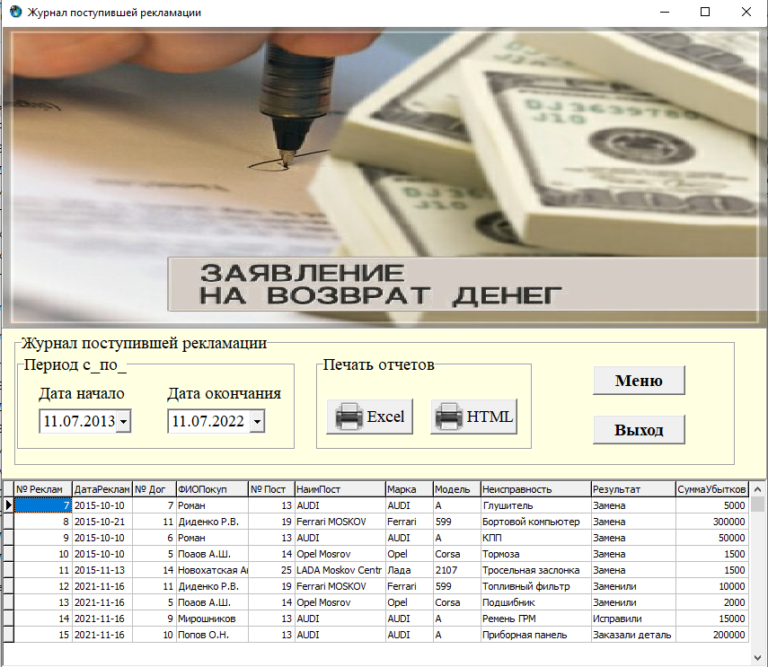 Журнал поступившей рекламации
DJ 3639780
J10
DJ 363
J10
ЗАЯВЛЕНИЕ
НА ВОЗВРАТ ДЕНЕГ
Журнал поступившей рекламации
Период с_по_
Печать отчетов
Дата начало Дата окончания
11.07.2013 11.07.2022
Excel HTML
Меню
Выход
№ Реклам ДатаРеклам № Дог ФИОПокуп № Пост НаимПост Марка Модель Неисправность Результат СуммаУбытков
7 2015-10-10 7 Роман 13 AUDI AUDI A Глушитель Замена 5000
8 2015-10-21 11 Диденко Р.В. 19 Ferrari MOSKOV Ferrari 599 Бортовой компьютер Замена 300000
9 2015-10-10 6 Роман 13 AUDI AUDI A КПП Замена 50000
10 2015-10-10 5 Поаов А.Ш. 14 Opel Mosrov Opel Corsa Тормоза Замена 1500
11 2015-11-13 14 Новохатская Ан 25 LADA Moskov Centr Лада 2107 Тросельная заслонка Замена 1500
12 2021-11-16 11 Диденко Р.В. 19 Ferrari MOSKOV Ferrari 599 Топливный фильтр Заменили 10000
13 2021-11-16 5 Поаов А.Ш. 14 Opel Mosrov Opel Corsa Подшибник Заменили 2000
14 2021-11-16 9 Мирошников 13 AUDI AUDI A Ремень ГРМ Исправили 15000
15 2021-11-16 10 Попов О.Н. 13 AUDI AUDI A Приборная панель Заказали деталь 200000